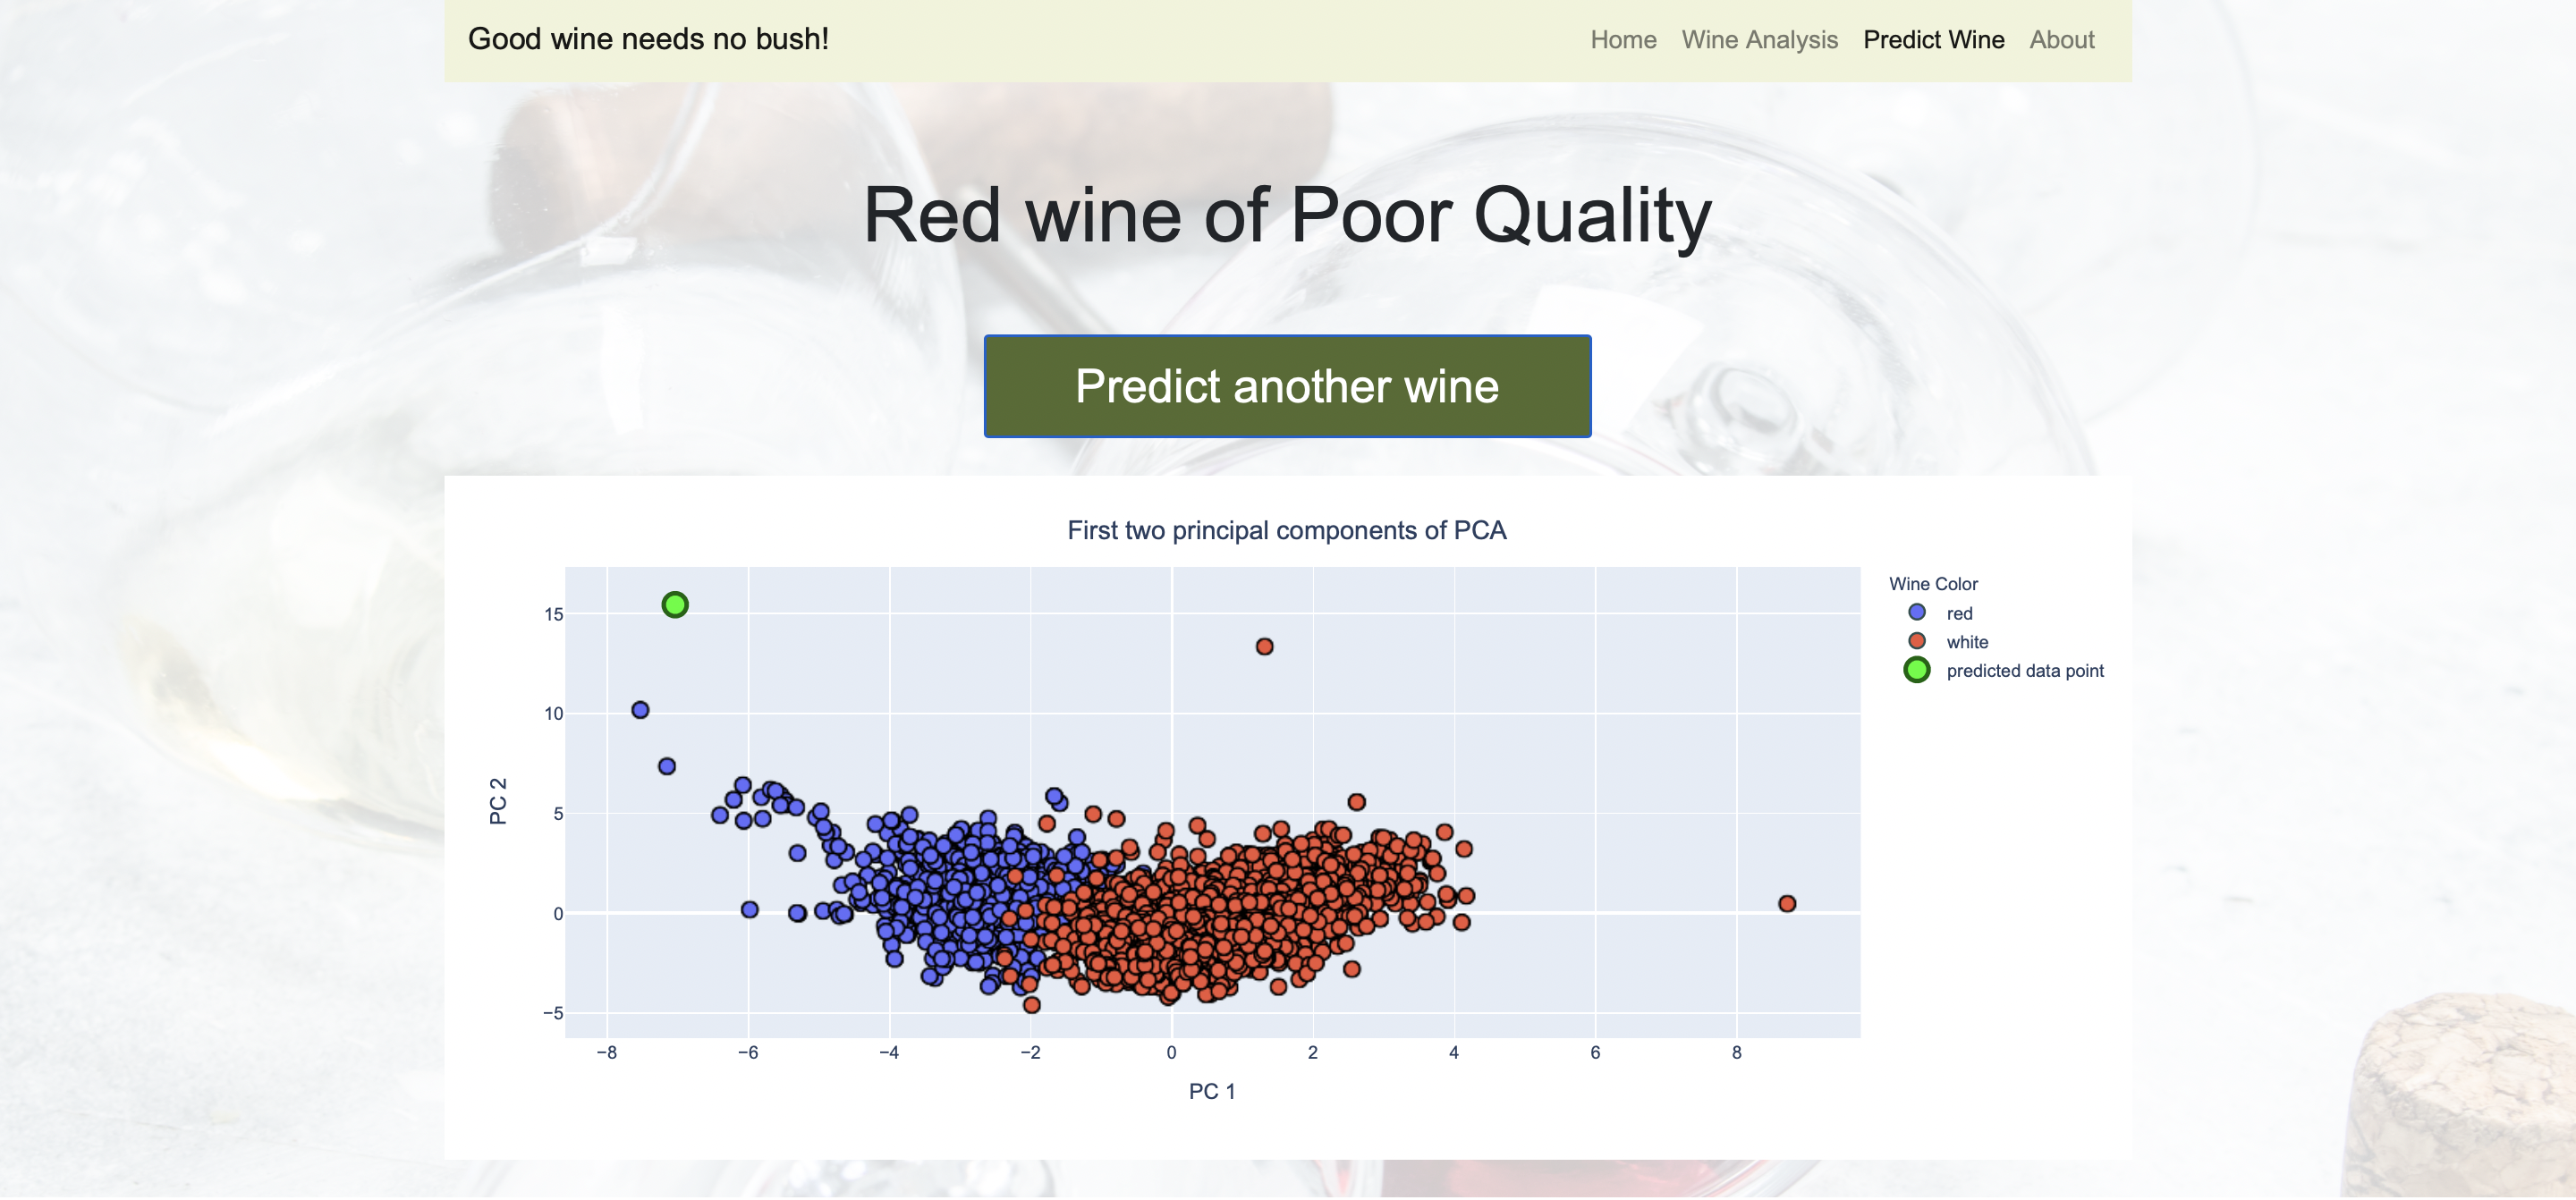 Good wine needs no bush!
Home Wine Analysis Predict Wine About
Red wine of Poor Quality
Predict another wine
First two principal components of PCA
Wine Color
red
white
predicted data point
15
10
5
0
−5
PC 2
−8 −6 −4 −2 0 2 4 6 8
PC 1